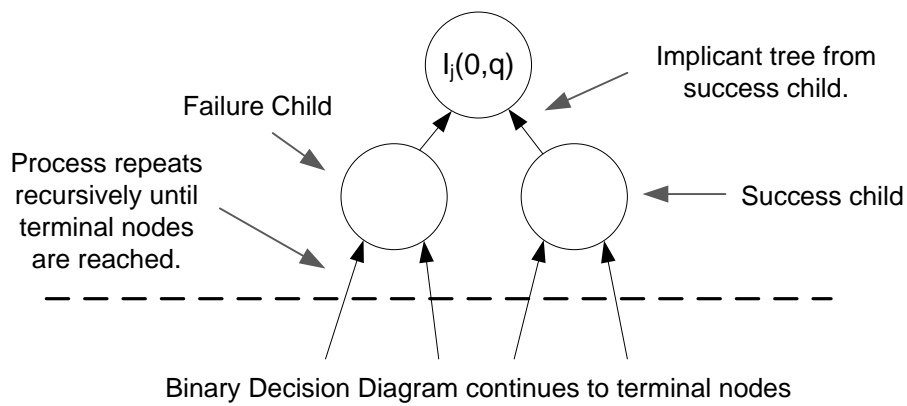 I_j(0,q)
Implicant tree from
success child.
Failure Child
Process repeats
recursively until
terminal nodes
are reached.
Success child
Binary Decision Diagram continues to terminal nodes